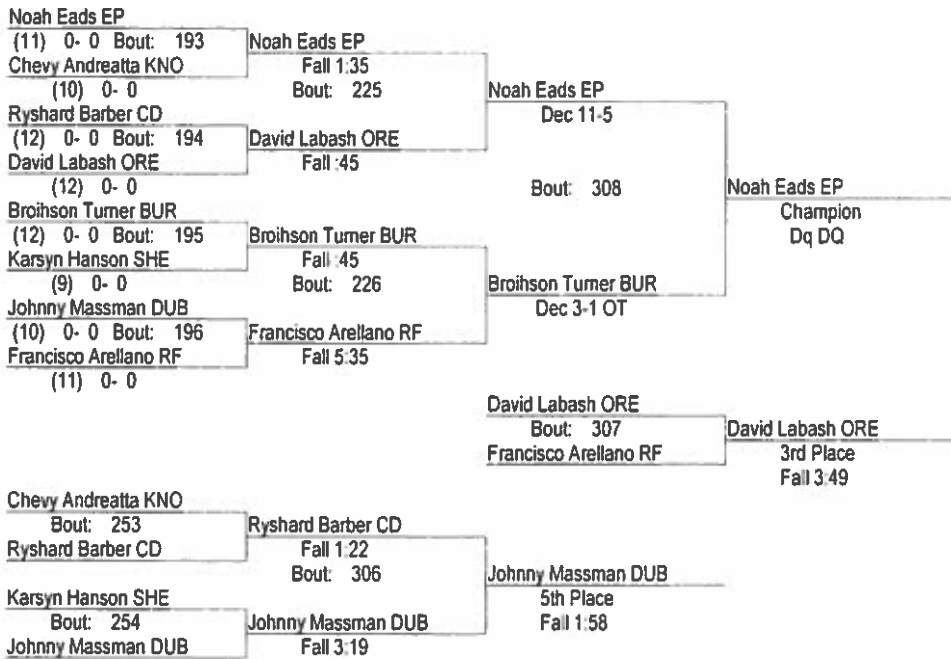 Noah Eads EP
(11) 0- 0 Bout: 193
Chevy Andreatta KNO
(10) 0- 0
Ryshard Barber CD
(12) 0- 0 Bout: 194
David Labash ORE
(12) 0- 0
Broihson Turner BUR
(12) 0- 0 Bout: 195
Karsyn Hanson SHE
(9) 0- 0
Johnny Massman DUB
(10) 0- 0 Bout: 196
Francisco Arellano RF
(11) 0- 0
Noah Eads EP
Fall 1:35
Bout: 225
David Labash ORE
Fall :45
Broihson Turner BUR
Fall :45
Bout: 226
Francisco Arellano RF
Fall 5:35
Noah Eads EP
Dec 11-5
Bout: 308
Broihson Turner BUR
Dec 3-1 OT
Noah Eads EP
Champion
Dq DQ
David Labash ORE
Bout: 307
Francisco Arellano RF
David Labash ORE
3rd Place
Fall 3:49
Chevy Andreatta KNO
Bout: 253
Ryshard Barber CD
Karsyn Hanson SHE
Bout: 254
Johnny Massman DUB
Ryshard Barber CD
Fall 1:22
Bout: 306
Johnny Massman DUB
Fall 3:19
Johnny Massman DUB
5th Place
Fall 1:58